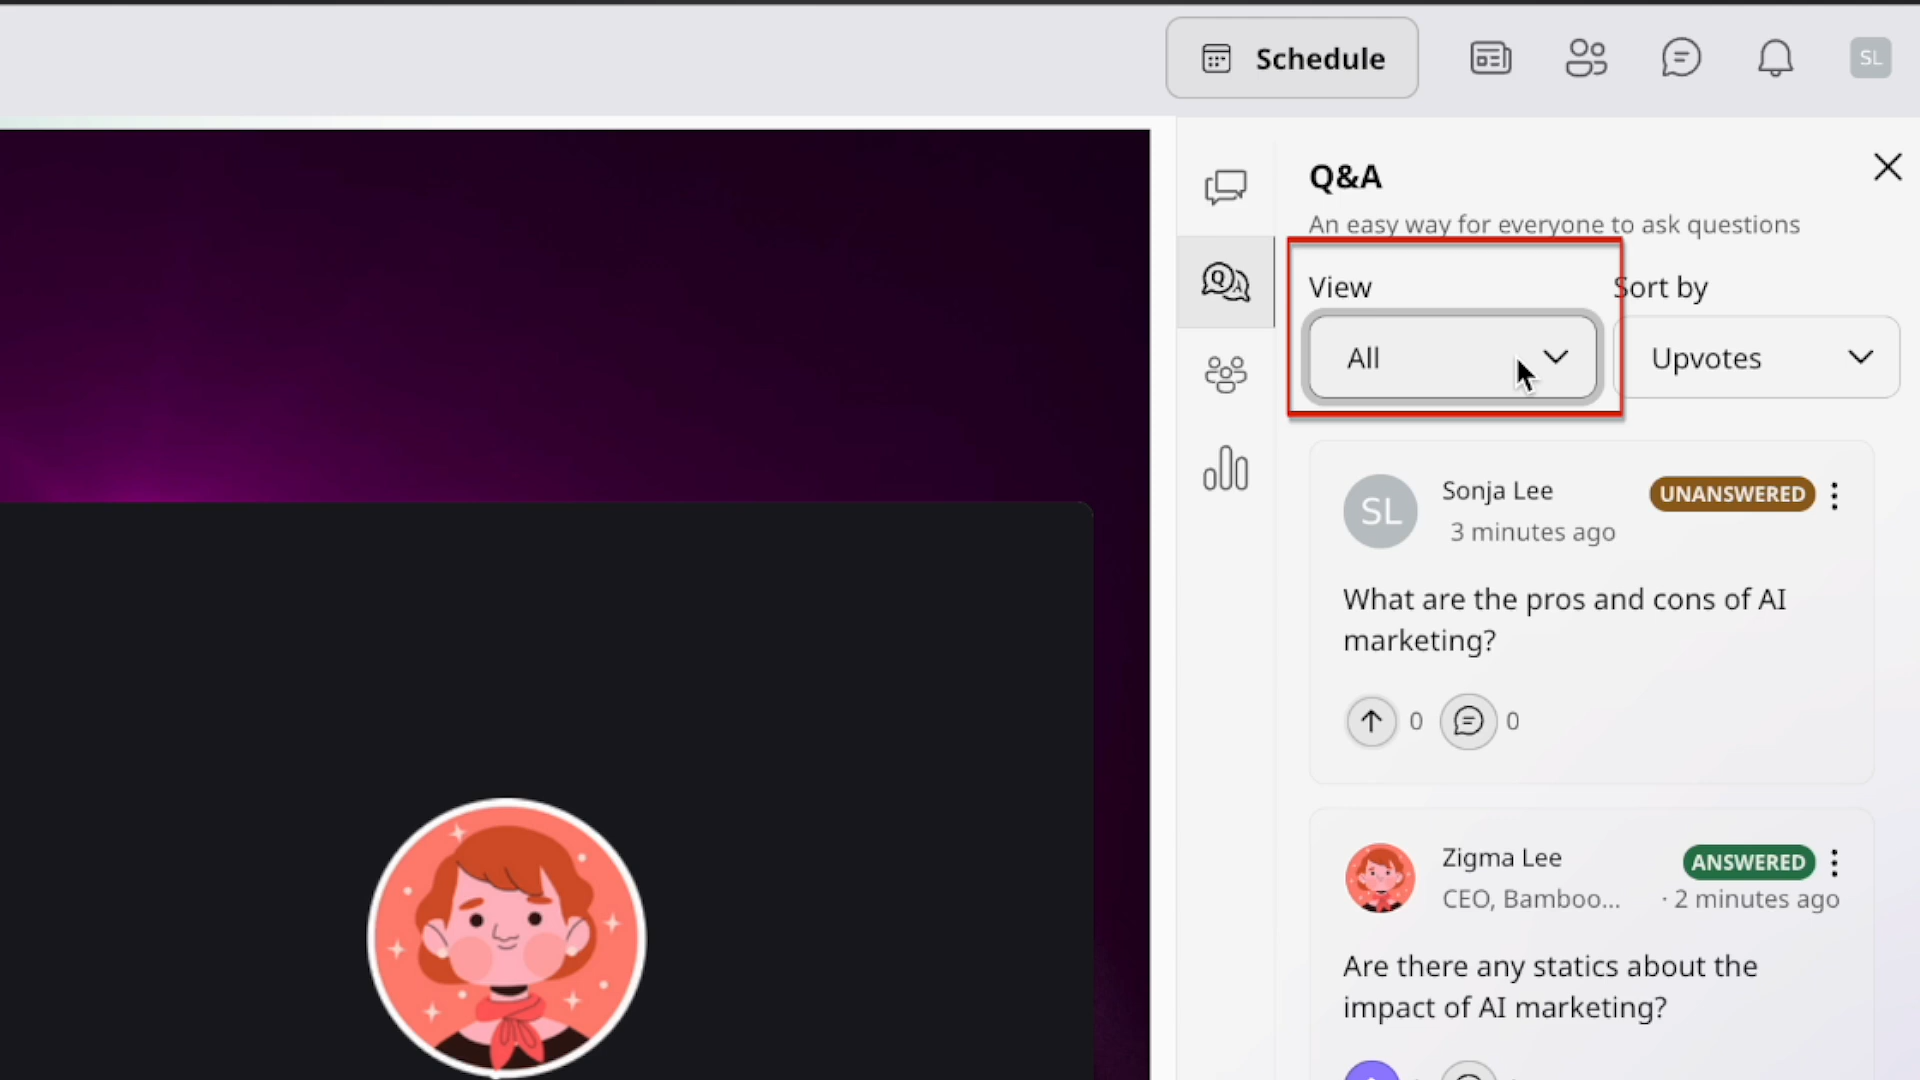 Schedule
SL
Q&A
An easy way for everyone to ask questions
View
Sort by
All
Upvotes
SL
Sonja Lee
UNANSWERED
3 minutes ago
What are the pros and cons of AI
marketing?
0
0
Zigma Lee
ANSWERED
CEO, Bamboo...
· 2 minutes ago
Are there any statics about the
impact of AI marketing?